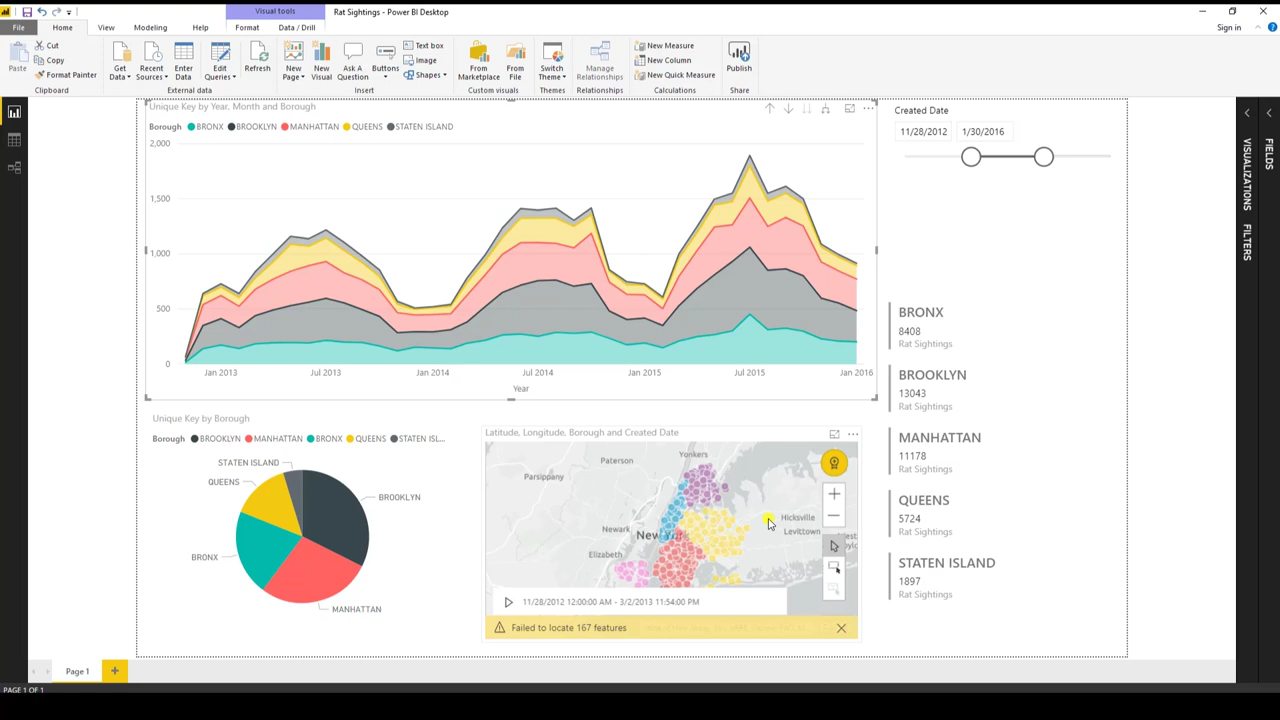 Visual tools
Rat Sightings - Power BI Desktop
File Home View Modeling Help Format Data / Drill Sign in
Paste
Cut
Copy
Format Painter
Clipboard
Get Data
Recent Sources
Enter Data
Edit Queries
Refresh
External data
New Page
New Visual
Ask A Question
Buttons
Text box
Image
Shapes
Insert
From Marketplace
From File
Custom visuals
Switch Theme
Themes
Manage Relationships
Relationships
New Measure
New Column
New Quick Measure
Calculations
Publish
Share
Unique Key by Year, Month and Borough
Borough BRONX BROOKLYN MANHATTAN QUEENS STATEN ISLAND
2,000
1,500
1,000
500
0
Jan 2013 Jul 2013 Jan 2014 Jul 2014 Jan 2015 Jul 2015 Jan 2016
Year
Created Date
11/28/2012 1/30/2016
BRONX
8408
Rat Sightings
BROOKLYN
13043
Rat Sightings
MANHATTAN
11178
Rat Sightings
QUEENS
5724
Rat Sightings
STATEN ISLAND
1897
Rat Sightings
Unique Key by Borough
Borough BROOKLYN MANHATTAN BRONX QUEENS STATEN ISL...
STATEN ISLAND
QUEENS
BROOKLYN
BRONX
MANHATTAN
Latitude, Longitude, Borough and Created Date
Yonkers
Paterson
Parsippany
Hicksville
Newark
Levittown
Elizabeth
11/28/2012 12:00:00 AM - 3/2/2013 11:54:00 PM
Failed to locate 167 features
VISUALIZATIONS
FILTERS
FIELDS
Page 1
PAGE 1 OF 1